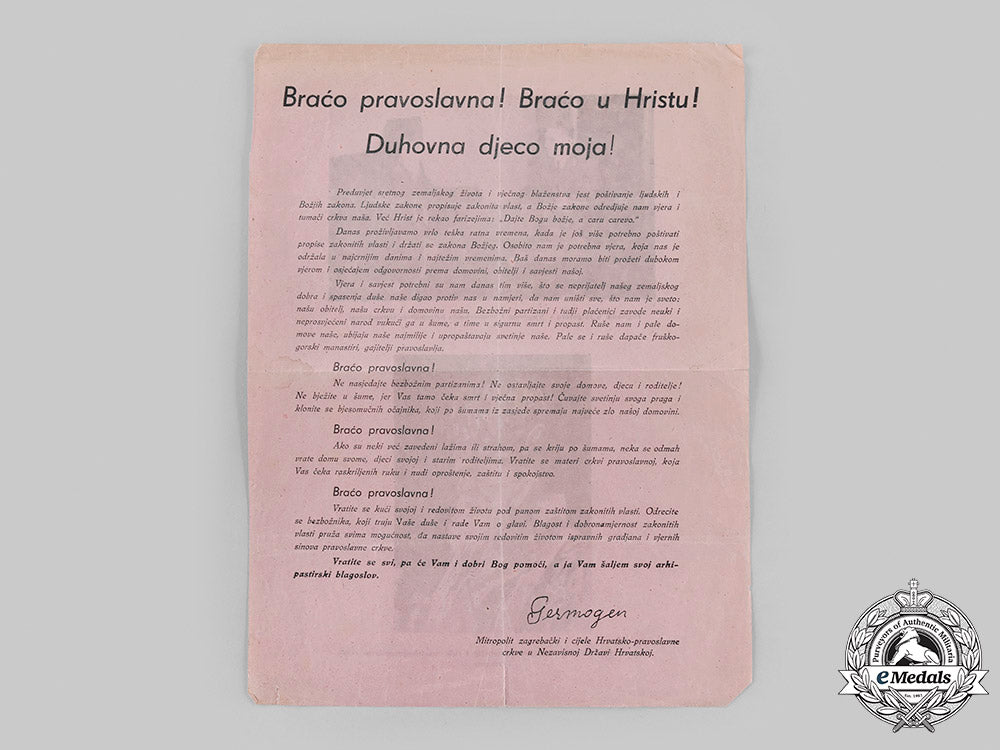 Braćo pravoslavna! Braćo u Hristu!
Duhovna djeco moja!
Preduvjet sretnog zemaljskog života i vječnog blaženstva jest poštivanje ljudskih i
Božjih zakona. Ljudske zakone propisuje zakonita vlast, a Božje zakone odredjuje nam vjera i
tumači crkva naša. Već Hrist je rekao farizejima: „Dajte Bogu božje, a caru carevo.“
Danas proživljavamo vrlo teška ratna vremena, kada je još više potrebno poštivati
propise zakonitih vlasti i držati se zakona Božjeg. Osobito nam je potrebna vjera, koja nas je
održala u najcrnijim danima i najtežim vremenima. Baš danas moramo biti prožeti dubokom
vjerom i osjećajem odgovornosti prema domovini, obitelji i savjesti našoj.
Vjera i savjest potrebni su nam danas tim više, što se neprijatelj našeg zemaljskog
dobra i spasenja duše naše digao protiv nas u namjeri, da nam uništi sve, što nam je sveto:
našu obitelj, našu crkvu i domovinu našu. Bezbožni partizani i tudji plaćenici zavode neuki i
neprosvjećeni narod vukući ga u šume, a time u sigurnu smrt i propast. Ruše nam i pale do-
move naše, ubijaju naše najmilije i upropaštavaju svetinje naše. Pale se i ruše dapače fruško-
gorski manastiri, gajitelji pravoslavlja.
Braćo pravoslavna!
Ne nasjedajte bezbožnim partizanima! Ne ostavljajte svoje domove, djecu i roditelje!
Ne bježite u šume, jer Vas tamo čeka smrt i vječna propast! Čuvajte svetinju svoga praga i
klonite se bjesomučnih očajnika, koji po šumama iz zasjede spremaju najveće zlo našoj domovini.
Braćo pravoslavna!
Ako su neki već zavedeni lažima ili strahom, pa se kriju po šumama, neka se odmah
vrate domu svome, djeci svojoj i starim roditeljima. Vratite se materi crkvi pravoslavnoj, koja
Vas čeka raskriljenih ruku i nudi oproštenje, zaštitu i spokojstvo.
Braćo pravoslavna!
Vratite se kući svojoj i redovitom životu pod punom zaštitom zakonitih vlasti. Odrecite
se bezbožnika, koji truju Vaše duše i rade Vam o glavi. Blagost i dobronamjernost zakonitih
vlasti pruža svima mogućnost, da nastave svojim redovitim životom ispravnih gradjana i vjernih
sinova pravoslavne crkve.
Vratite se svi, pa će Vam i dobri Bog pomoći, a ja Vam šaljem svoj arhi-
pastirski blagoslov.
Germogen
Mitropolit zagrebački i cijele Hrvatsko-pravoslavne
crkve u Nezavisnoj Državi Hrvatskoj.
Purveyors of Authentic Militaria
eMedals